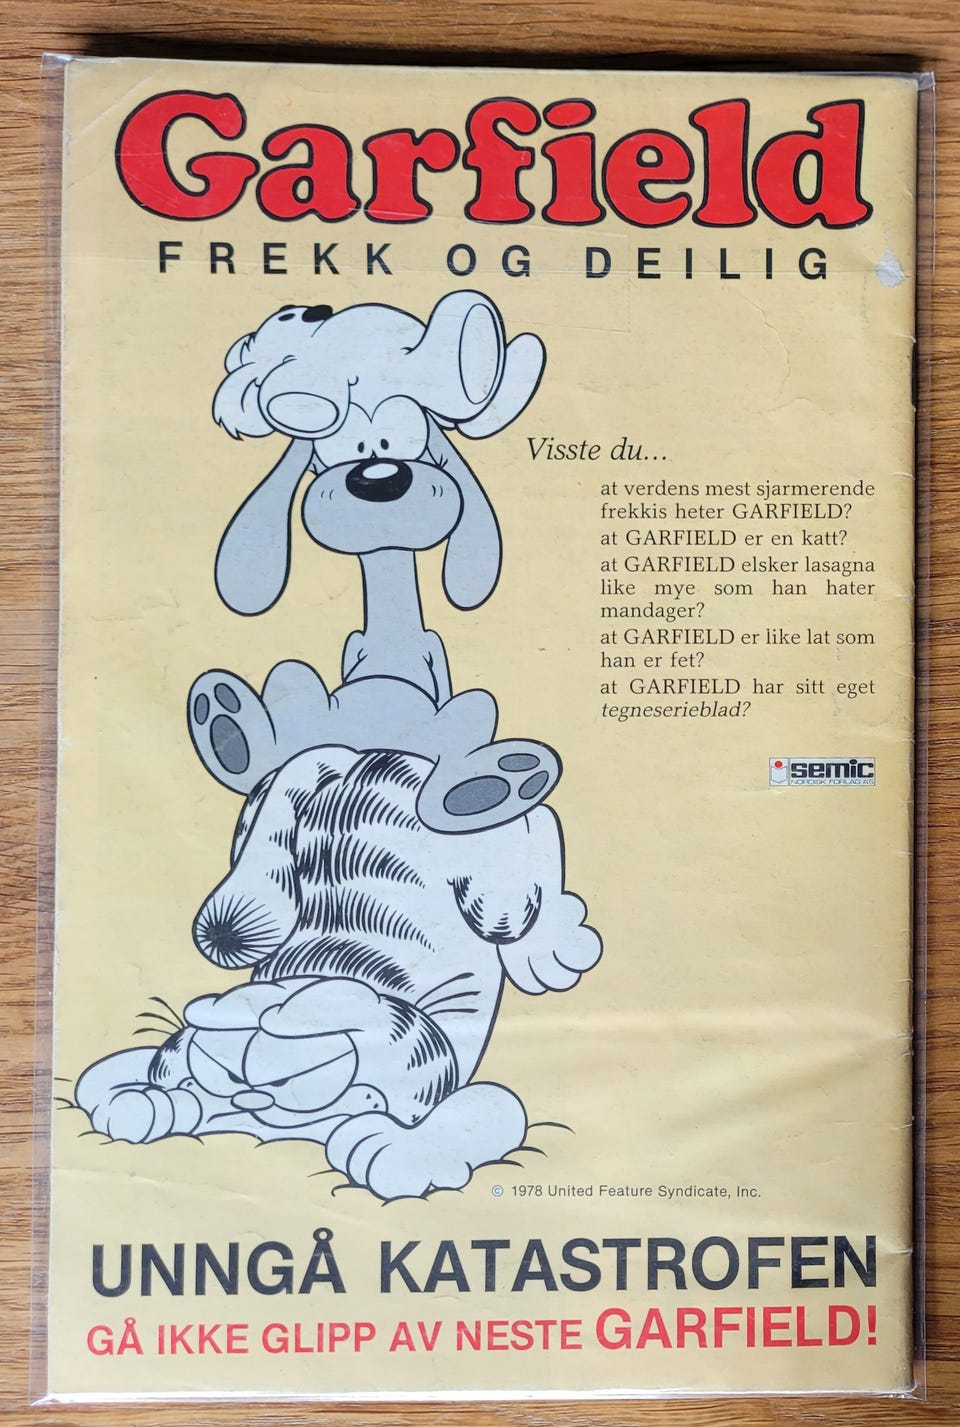 Garfield
FREKK OG DEILIG
Visste du...
at verdens mest sjarmerende
frekkis heter GARFIELD?
at GARFIELD er en katt?
at GARFIELD elsker lasagna
like mye som han hater
mandager?
at GARFIELD er like lat som
han er fet?
at GARFIELD har sitt eget
tegneserieblad?
semic
NORDISK FORLAG AS
© 1978 United Feature Syndicate, Inc.
UNNGÅ KATASTROFEN
GÅ IKKE GLIPP AV NESTE GARFIELD!